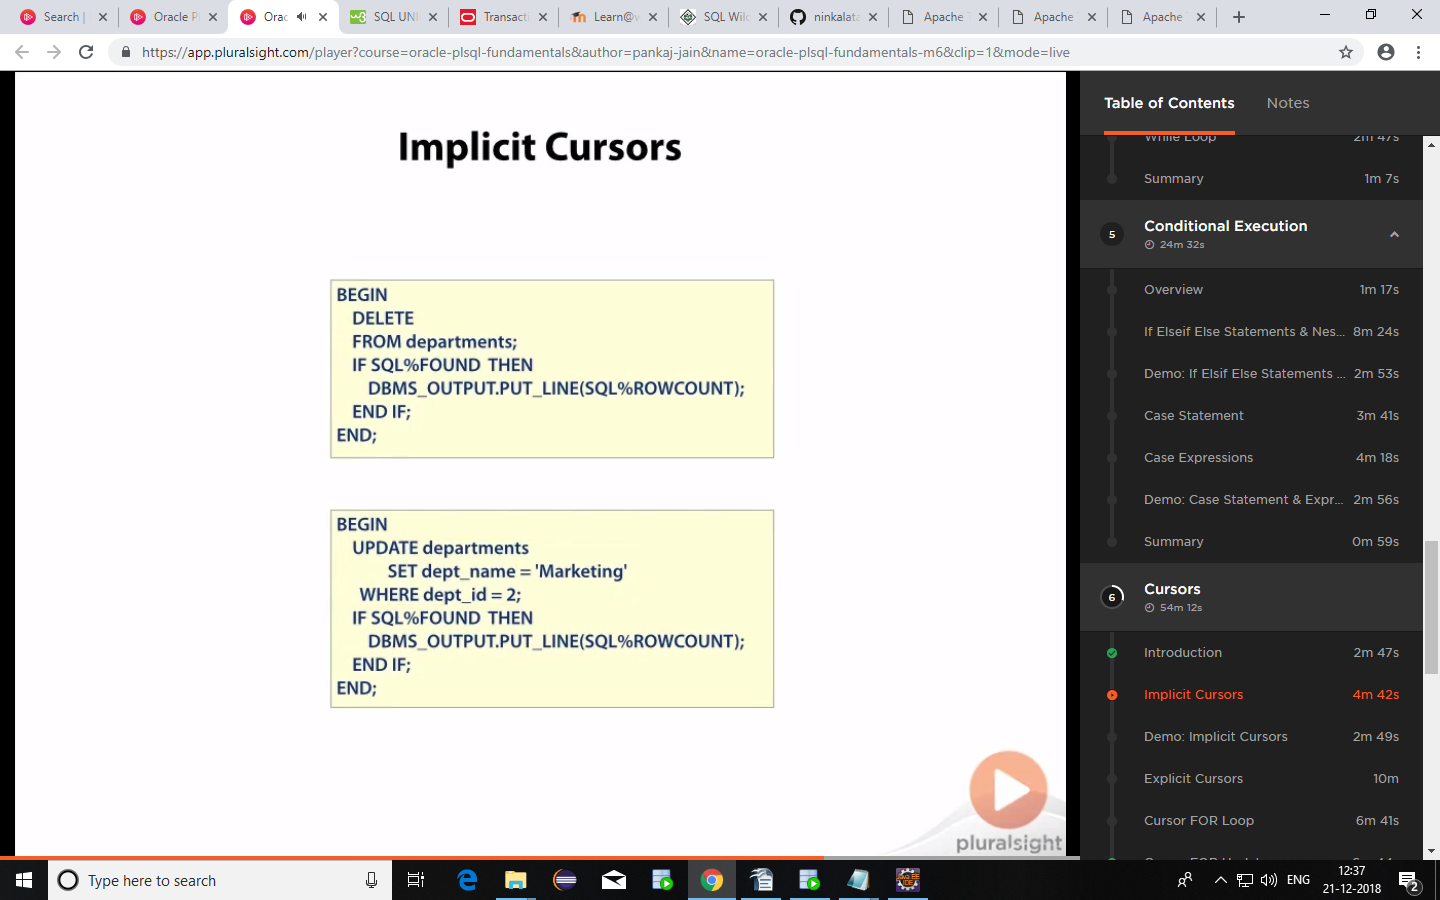 Search |
Oracle Pl
Orac
SQL UNI
Transacti
Learn@w
SQL Wild
ninkalata
Apache T
Apache T
Apache T
https://app.pluralsight.com/player?course=oracle-plsql-fundamentals&author=pankaj-jain&name=oracle-plsql-fundamentals-m6&clip=1&mode=live
Implicit Cursors
BEGIN
DELETE
FROM departments;
IF SQL%FOUND THEN
DBMS_OUTPUT.PUT_LINE(SQL%ROWCOUNT);
END IF;
END;
BEGIN
UPDATE departments
SET dept_name = 'Marketing'
WHERE dept_id = 2;
IF SQL%FOUND THEN
DBMS_OUTPUT.PUT_LINE(SQL%ROWCOUNT);
END IF;
END;
pluralsight
Table of Contents
Notes
While Loop 2m 47s
Summary 1m 7s
5 Conditional Execution
24m 32s
Overview 1m 17s
If Elseif Else Statements & Nes... 8m 24s
Demo: If Elsif Else Statements ... 2m 53s
Case Statement 3m 41s
Case Expressions 4m 18s
Demo: Case Statement & Expr... 2m 56s
Summary 0m 59s
6 Cursors
54m 12s
Introduction 2m 47s
Implicit Cursors 4m 42s
Demo: Implicit Cursors 2m 49s
Explicit Cursors 10m
Cursor FOR Loop 6m 41s
Type here to search
ENG
12:37
21-12-2018
2